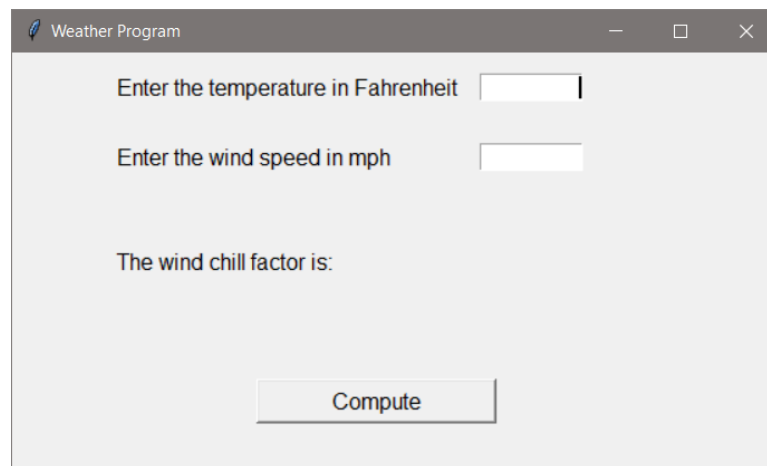 Weather Program
Enter the temperature in Fahrenheit
Enter the wind speed in mph
The wind chill factor is:
Compute